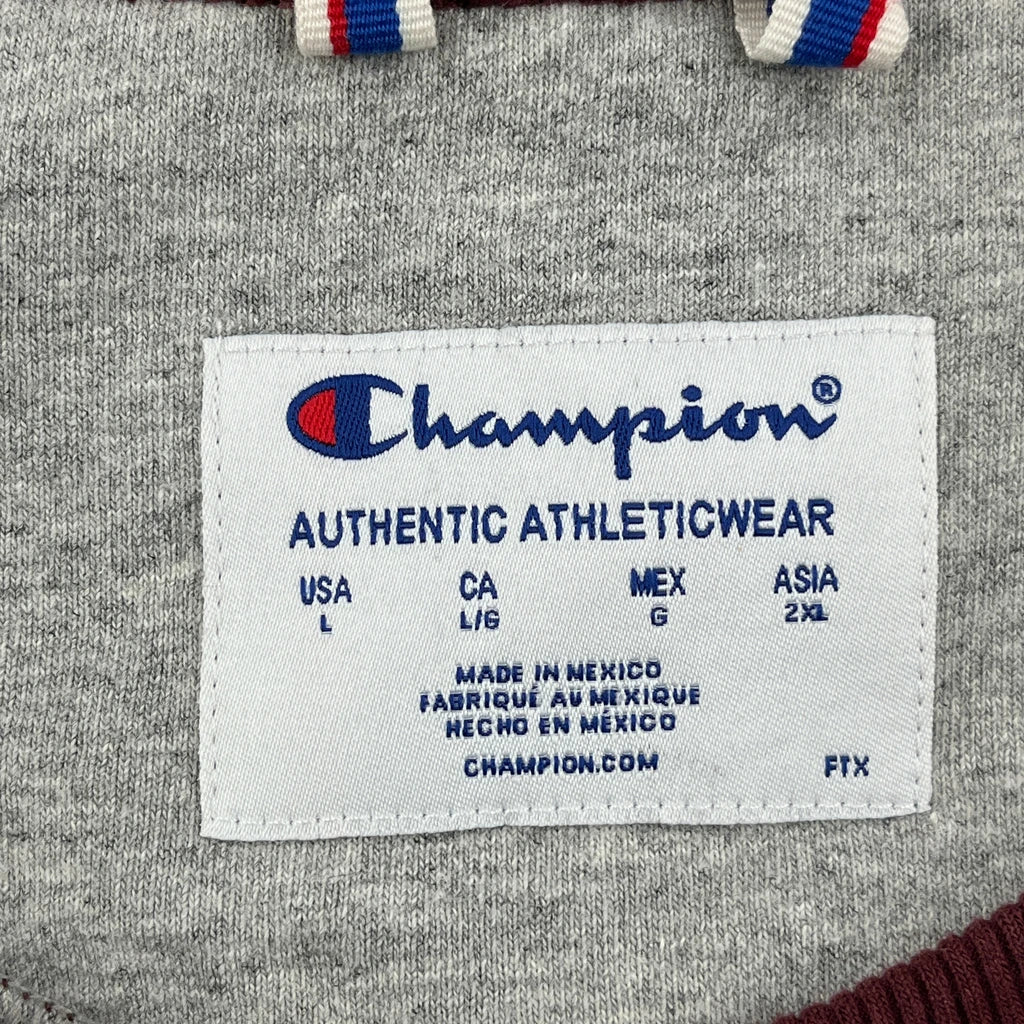 Champion®
AUTHENTIC ATHLETICWEAR
USA CA MEX ASIA
L L/G G 2XL
MADE IN MEXICO
FABRIQUÉ AU MEXIQUE
HECHO EN MÉXICO
CHAMPION.COM FTX